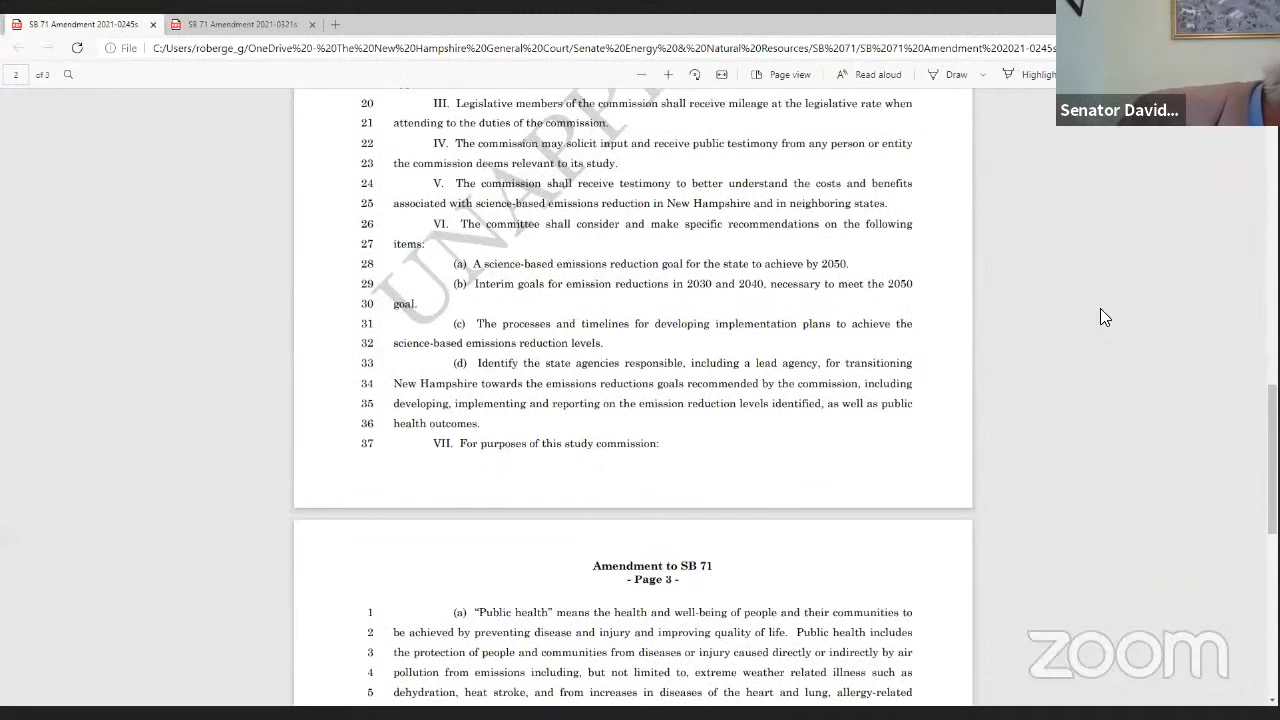 SB 71 Amendment 2021-0245s
SB 71 Amendment 2021-0321s
File
C:/Users/roberge_g/OneDrive%20-%20The%20New%20Hampshire%20General%20Court/Senate%20Energy%20&%20Natural%20Resources/SB%2071/SB%2071%20Amendment%202021-0245s
2 of 3
Page view
Read aloud
Draw
Highligh
Senator David...
20 III. Legislative members of the commission shall receive mileage at the legislative rate when
21 attending to the duties of the commission.
22 IV. The commission may solicit input and receive public testimony from any person or entity
23 the commission deems relevant to its study.
24 V. The commission shall receive testimony to better understand the costs and benefits
25 associated with science-based emissions reduction in New Hampshire and in neighboring states.
26 VI. The committee shall consider and make specific recommendations on the following
27 items:
28 (a) A science-based emissions reduction goal for the state to achieve by 2050.
29 (b) Interim goals for emission reductions in 2030 and 2040, necessary to meet the 2050
30 goal.
31 (c) The processes and timelines for developing implementation plans to achieve the
32 science-based emissions reduction levels.
33 (d) Identify the state agencies responsible, including a lead agency, for transitioning
34 New Hampshire towards the emissions reductions goals recommended by the commission, including
35 developing, implementing and reporting on the emission reduction levels identified, as well as public
36 health outcomes.
37 VII. For purposes of this study commission:
UNAPP
Amendment to SB 71
- Page 3 -
1 (a) “Public health” means the health and well-being of people and their communities to
2 be achieved by preventing disease and injury and improving quality of life. Public health includes
3 the protection of people and communities from diseases or injury caused directly or indirectly by air
4 pollution from emissions including, but not limited to, extreme weather related illness such as
5 dehydration, heat stroke, and from increases in diseases of the heart and lung, allergy-related
zoom